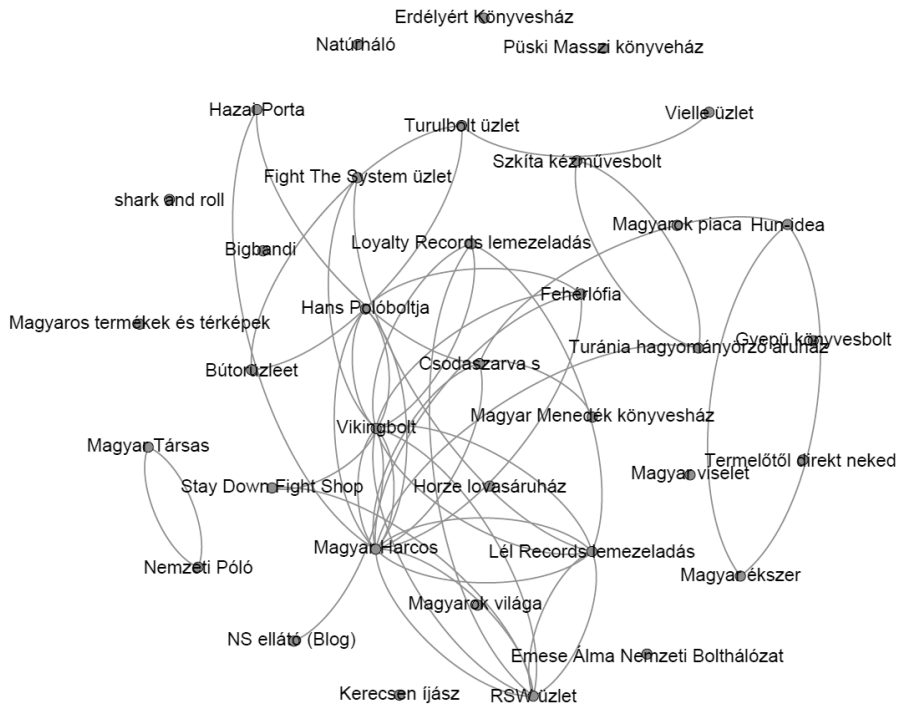 Erdélyért Könyvesház
Natúrháló
Püski Masszi könyveház
Hazai Porta
Vielle üzlet
Turulbolt üzlet
Szkíta kézművesbolt
Fight The System üzlet
shark and roll
Magyarok piaca
Hun-idea
Loyalty Records lemezeladás
Bigbandi
Fehérlófia
Hans Polóboltja
Magyaros termékek és térképek
Gyepü könyvesbolt
Turánia hagyományőrző áruház
Csodaszarva s
Bútorüzleet
Magyar Menedék könyvesház
Vikingbolt
Magyar Társas
Termelőtől direkt neked
Magyar viselet
Stay Down Fight Shop
Horze lovasáruház
Magyar Harcos
Lél Records lemezeladás
Nemzeti Póló
Magyar ékszer
Magyarok világa
NS ellátó (Blog)
Emese Álma Nemzeti Bolthálózat
Kerecsen íjász
RSW üzlet